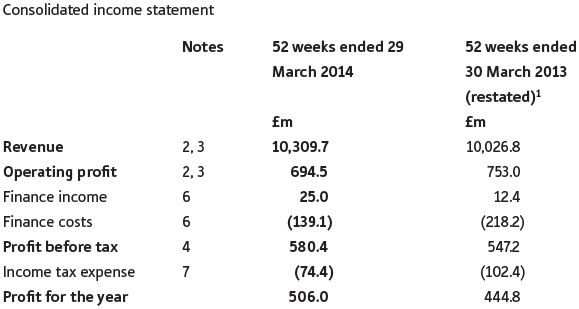 Consolidated income statement
Notes 52 weeks ended 29 52 weeks ended
March 2014 30 March 2013
(restated)¹
£m £m
Revenue 2, 3 10,309.7 10,026.8
Operating profit 2, 3 694.5 753.0
Finance income 6 25.0 12.4
Finance costs 6 (139.1) (218.2)
Profit before tax 4 580.4 547.2
Income tax expense 7 (74.4) (102.4)
Profit for the year 506.0 444.8